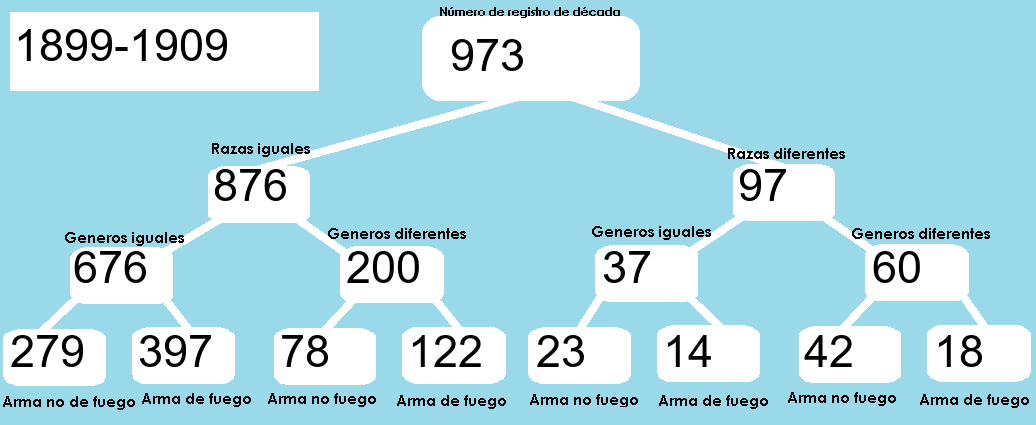 Número de registro de década
1899-1909
973
Razas iguales
Razas diferentes
876
97
Generos iguales
Generos diferentes
Generos iguales
Generos diferentes
676
200
37
60
279
397
78
122
23
14
42
18
Arma no de fuego
Arma de fuego
Arma no fuego
Arma de fuego
Arma no fuego
Arma de fuego
Arma no fuego
Arma de fuego